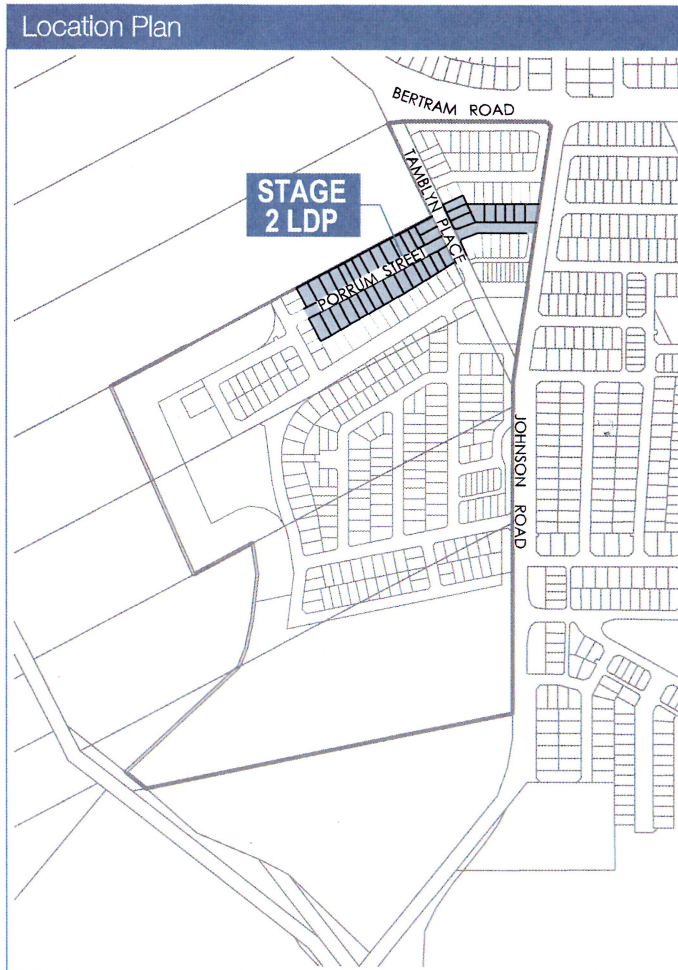 Location Plan
BERTRAM ROAD
TAMBLYN PLACE
STAGE
2 LDP
PORRUM STREET
JOHNSON ROAD